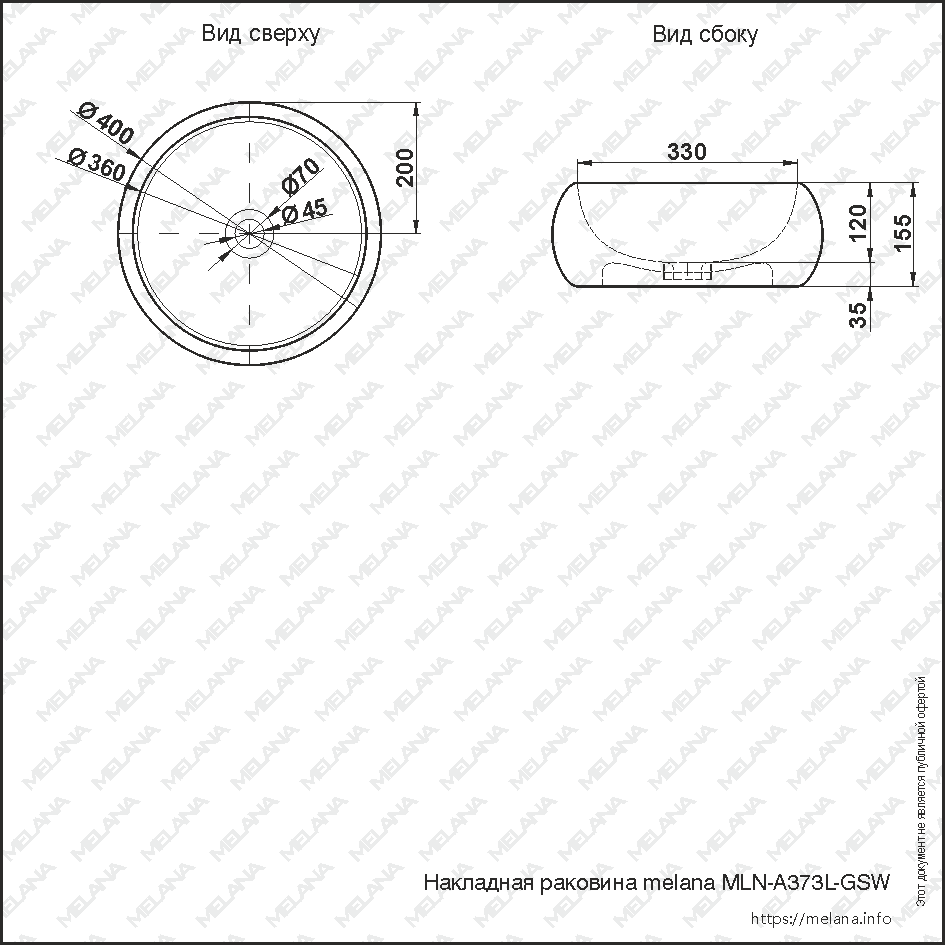 Вид сверху
Вид сбоку
Ø 400
Ø 360
Ø70
Ø 45
200
330
120
155
35
Этот документ не является публичной офертой
Накладная раковина melana MLN-A373L-GSW
https://melana.info
MELANA